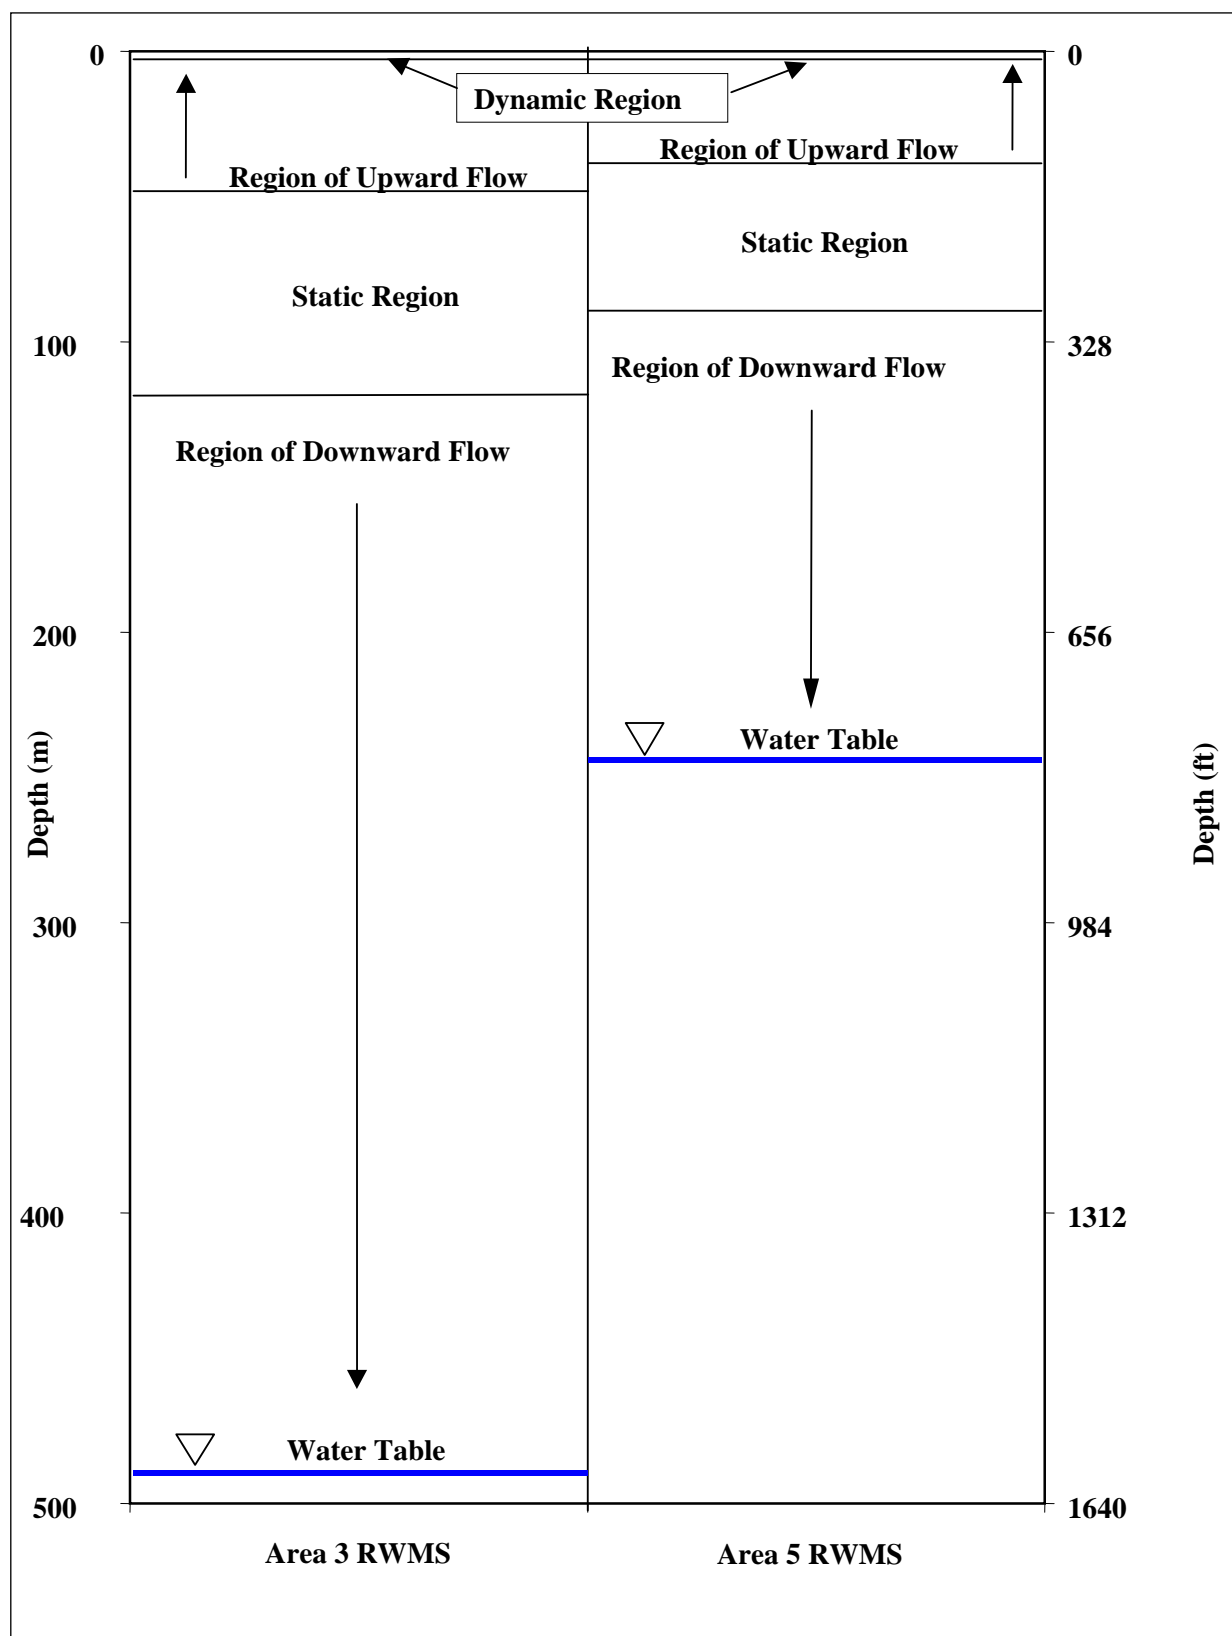 0
0
Dynamic Region
Region of Upward Flow
Region of Upward Flow
Static Region
Static Region
100
328
Region of Downward Flow
Region of Downward Flow
200
656
Water Table
Depth (m)
Depth (ft)
300
984
400
1312
Water Table
500
1640
Area 3 RWMS
Area 5 RWMS